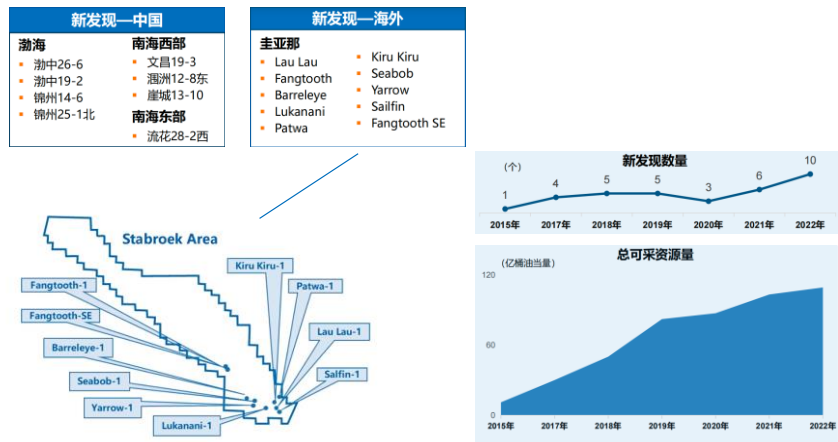 新发现—中国
渤海
渤中26-6
渤中19-2
锦州14-6
锦州25-1北
南海西部
文昌19-3
涠洲12-8东
崖城13-10
南海东部
流花28-2西
新发现—海外
圭亚那
Lau Lau
Fangtooth
Barreleye
Lukanani
Patwa
Kiru Kiru
Seabob
Yarrow
Sailfin
Fangtooth SE
Stabroek Area
Kiru Kiru-1
Fangtooth-1
Patwa-1
Fangtooth-SE
Lau Lau-1
Barreleye-1
Salfin-1
Seabob-1
Yarrow-1
Lukanani-1
新发现数量
(个)
1 4 5 5 3 6 10
2015年 2017年 2018年 2019年 2020年 2021年 2022年
总可采资源量
(亿桶油当量)
120
60
0
2015年 2017年 2018年 2019年 2020年 2021年 2022年